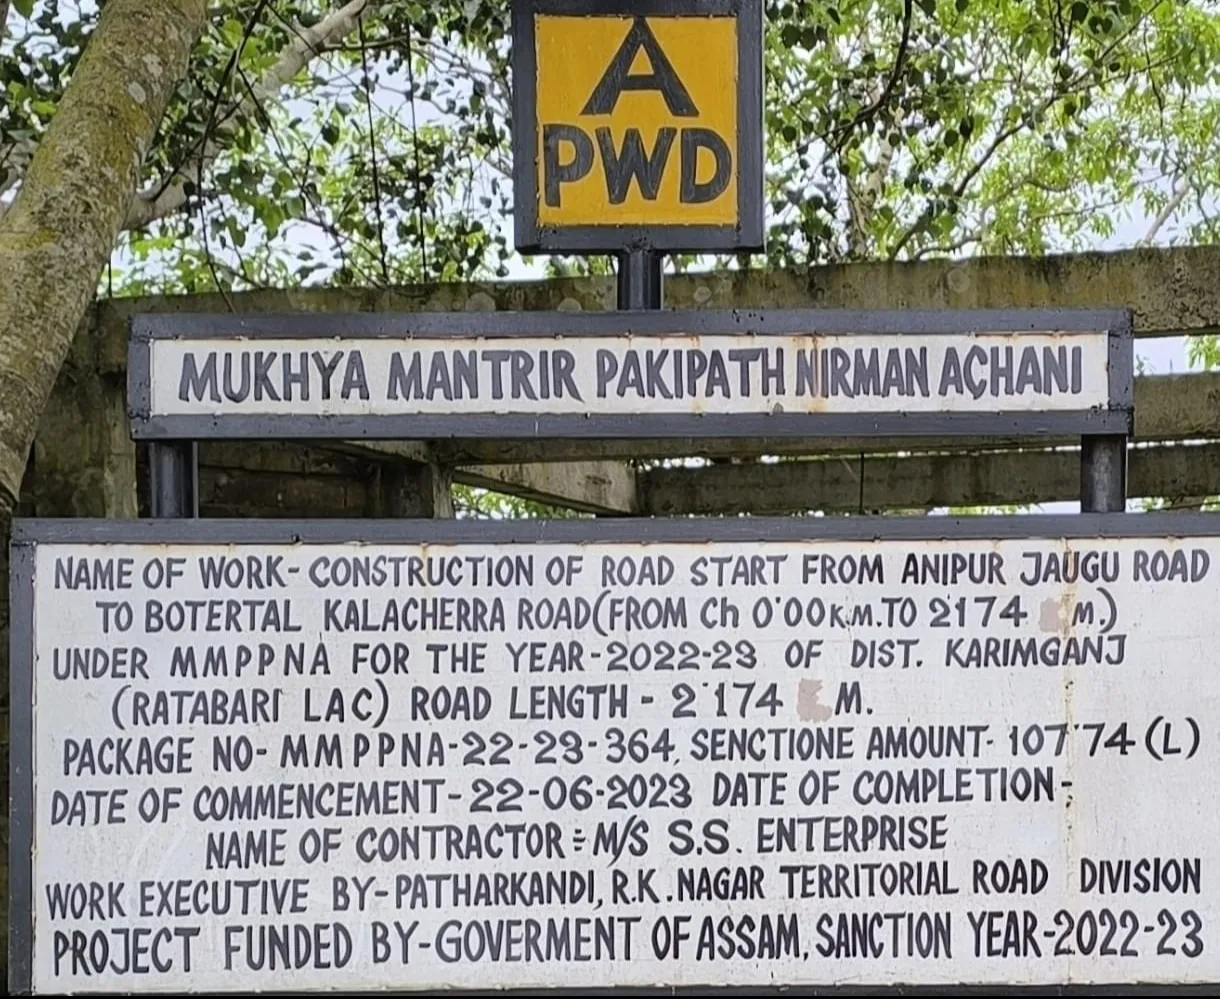 A
PWD
MUKHYA MANTRIR PAKIPATH NIRMAN ACHANI
NAME OF WORK- CONSTRUCTION OF ROAD START FROM ANIPUR JAUGU ROAD
TO BOTERTAL KALACHERRA ROAD(FROM Ch 0˙00K.M.TO 2174 M.)
UNDER MMPPNA FOR THE YEAR-2022-23 OF DIST. KARIMGANJ
(RATABARI LAC) ROAD LENGTH - 2˙174 M.
PACKAGE NO- MMPPNA-22-23-364, SENCTIONE AMOUNT- 107˙74 (L)
DATE OF COMMENCEMENT-22-06-2023 DATE OF COMPLETION-
NAME OF CONTRACTOR:- M/S S.S. ENTERPRISE
WORK EXECUTIVE BY-PATHARKANDI, R.K.NAGAR TERRITORIAL ROAD DIVISION
PROJECT FUNDED BY-GOVERMENT OF ASSAM, SANCTION YEAR-2022-23